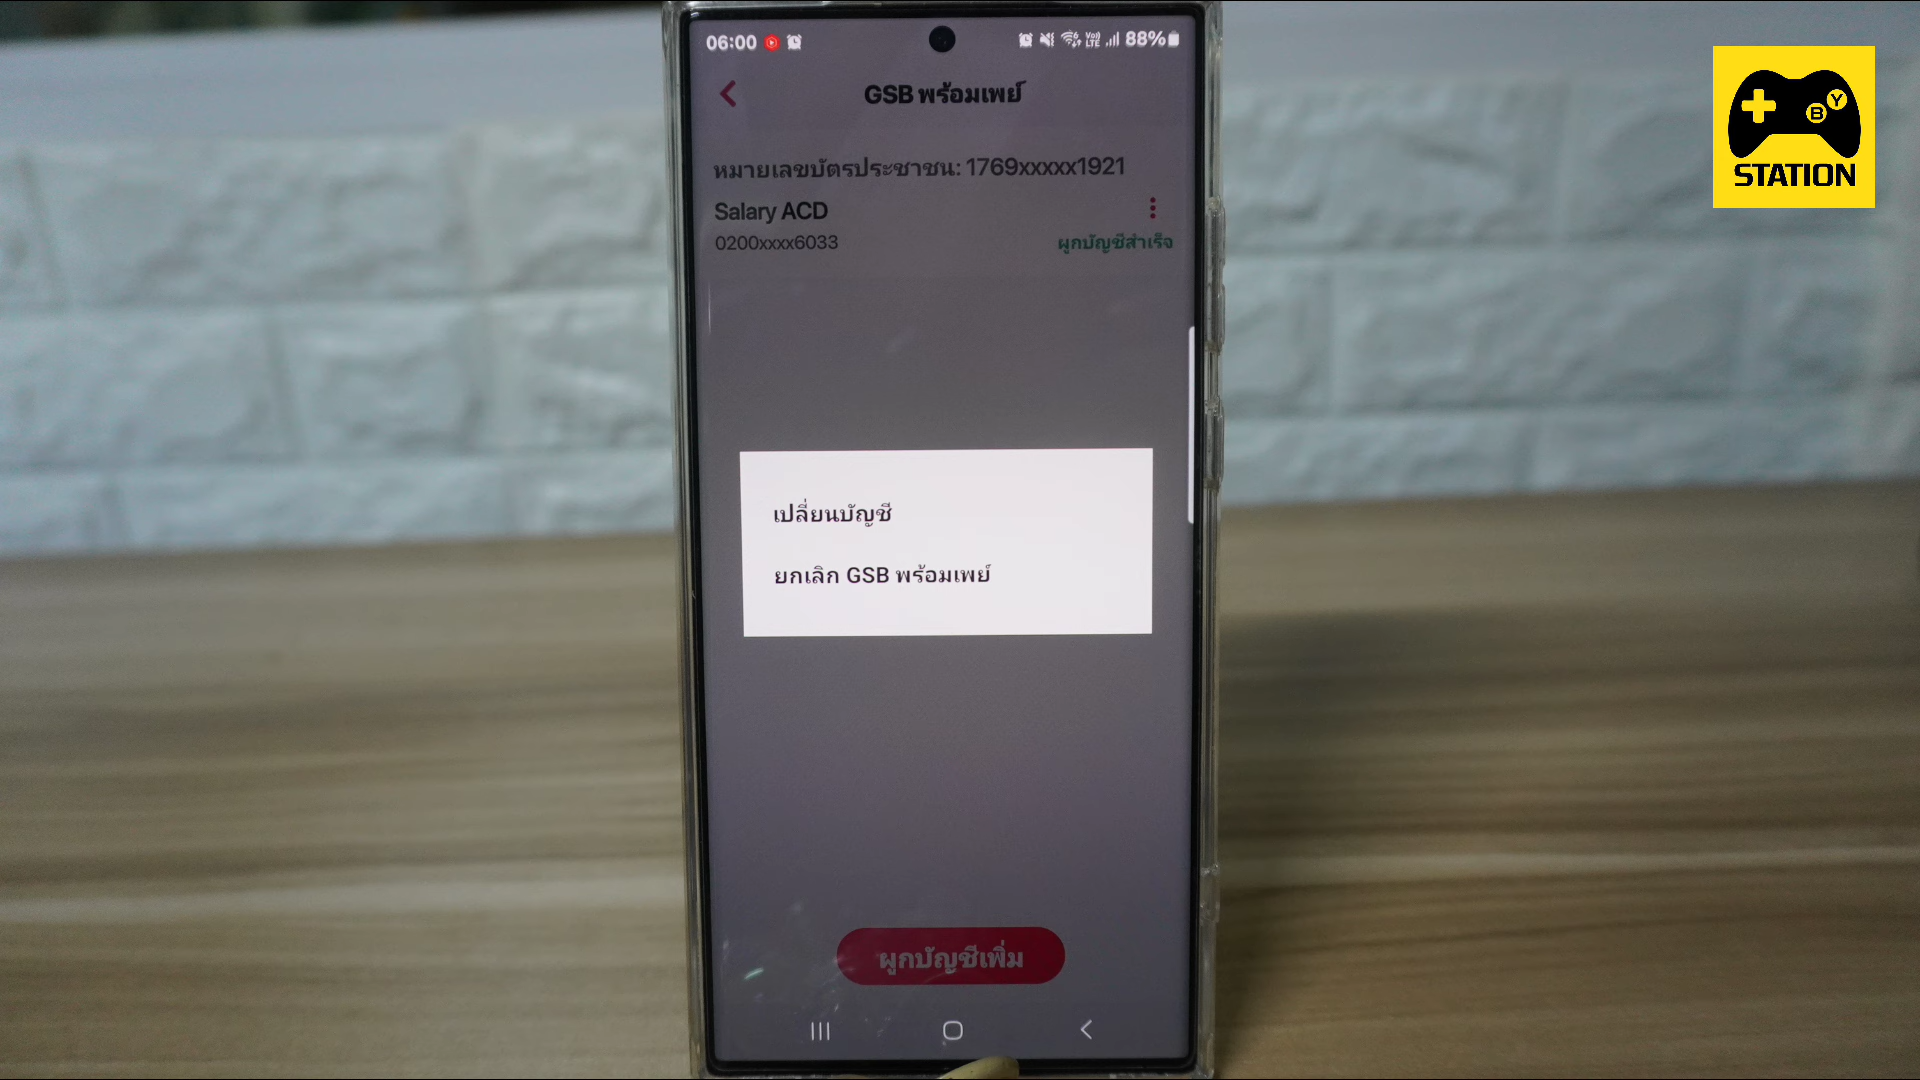 06:00
VoLTE 88%
GSB พร้อมเพย์
หมายเลขบัตรประชาชน: 1769xxxxx1921
Salary ACD
0200xxxx6033
ผูกบัญชีสำเร็จ
เปลี่ยนบัญชี
ยกเลิก GSB พร้อมเพย์
ผูกบัญชีเพิ่ม
BY
STATION